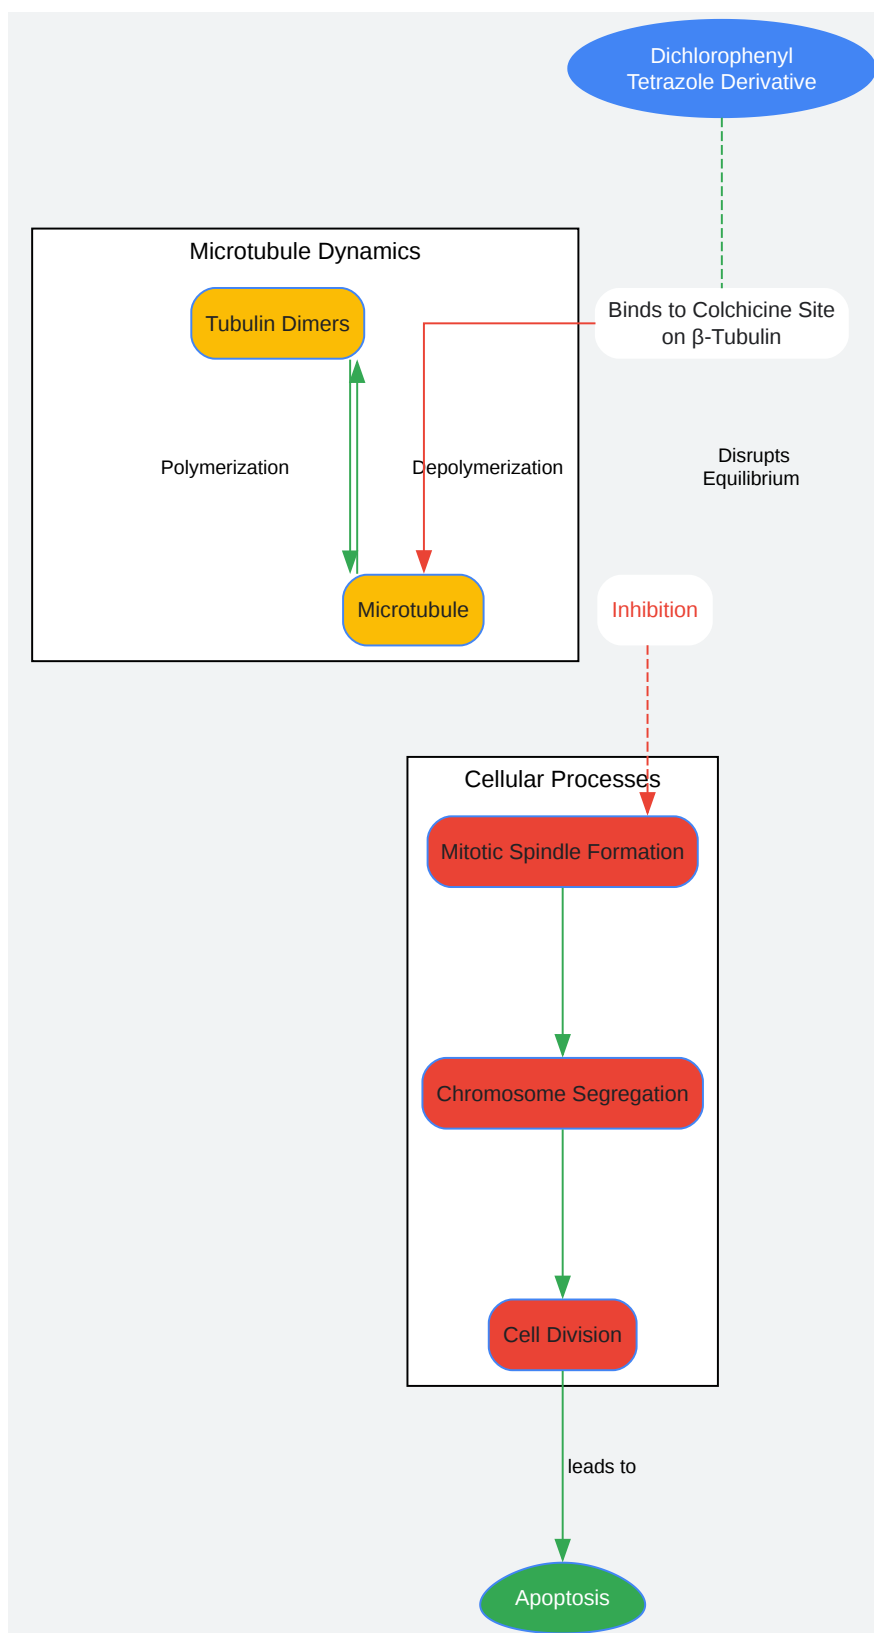 Dichlorophenyl
Tetrazole Derivative
Microtubule Dynamics
Tubulin Dimers
Binds to Colchicine Site
on β-Tubulin
Polymerization
Depolymerization
Disrupts
Equilibrium
Microtubule
Inhibition
Cellular Processes
Mitotic Spindle Formation
Chromosome Segregation
Cell Division
leads to
Apoptosis